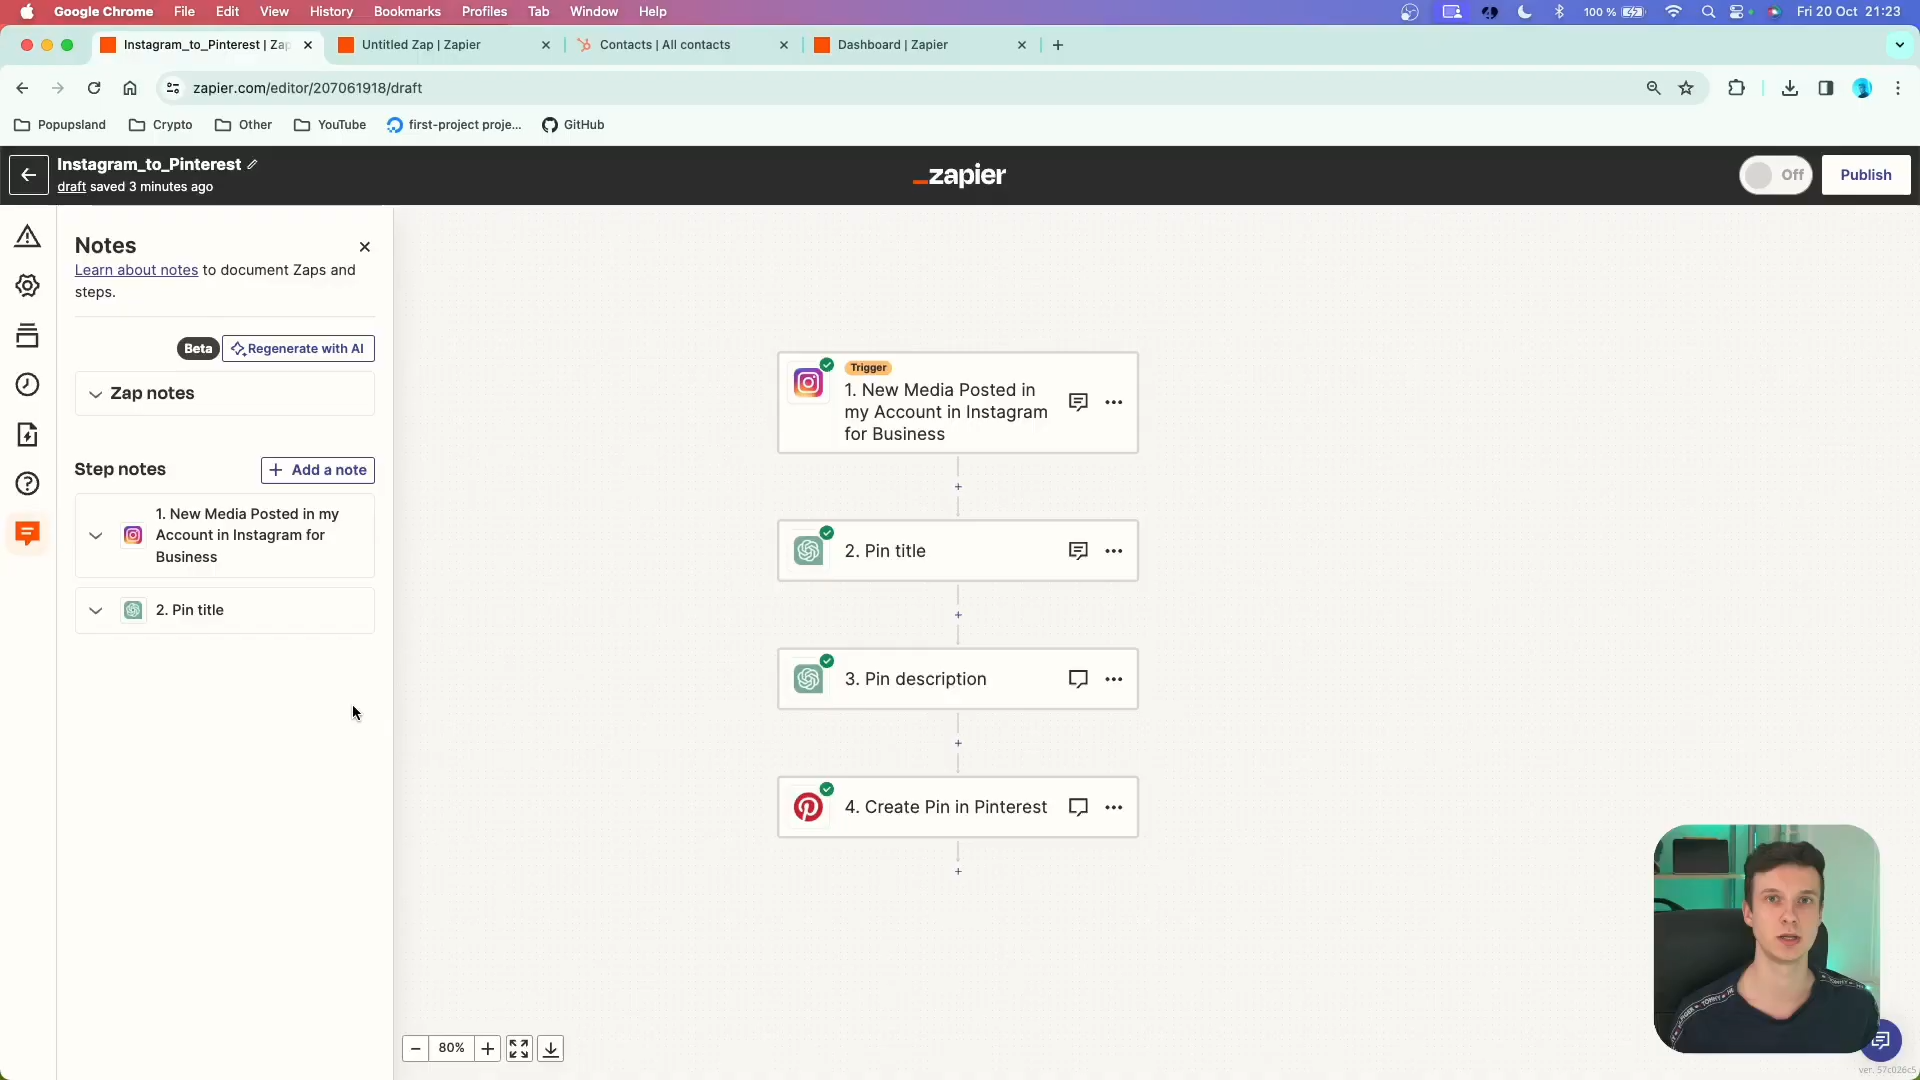 Google Chrome File Edit View History Bookmarks Profiles Tab Window Help 100 % Fri 20 Oct 21:23
Instagram_to_Pinterest | Zap Untitled Zap | Zapier Contacts | All contacts Dashboard | Zapier
zapier.com/editor/207061918/draft
Popupsland Crypto Other YouTube first-project proje... GitHub
Instagram_to_Pinterest
draft saved 3 minutes ago
_zapier
Off Publish
Notes
Learn about notes to document Zaps and
steps.
Beta Regenerate with AI
Zap notes
Step notes + Add a note
1. New Media Posted in my
Account in Instagram for
Business
2. Pin title
Trigger
1. New Media Posted in
my Account in Instagram
for Business
2. Pin title
3. Pin description
4. Create Pin in Pinterest
80%
TOMMY
ver. 57c026c5